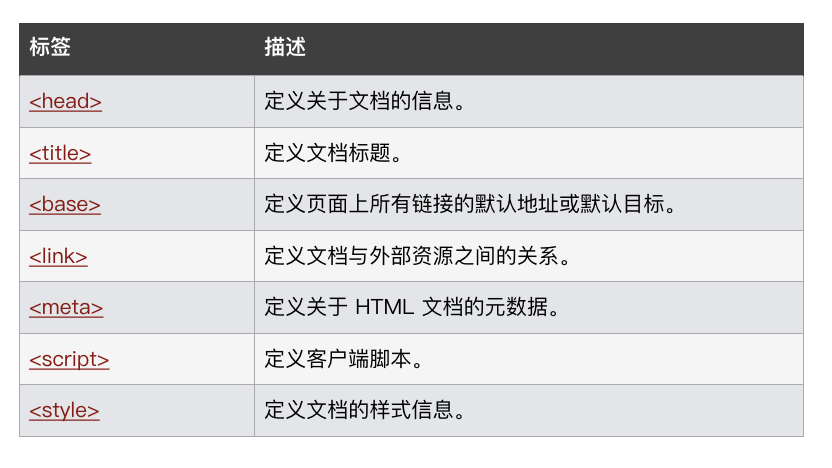 标签 描述
<head> 定义关于文档的信息。
<title> 定义文档标题。
<base> 定义页面上所有链接的默认地址或默认目标。
<link> 定义文档与外部资源之间的关系。
<meta> 定义关于 HTML 文档的元数据。
<script> 定义客户端脚本。
<style> 定义文档的样式信息。